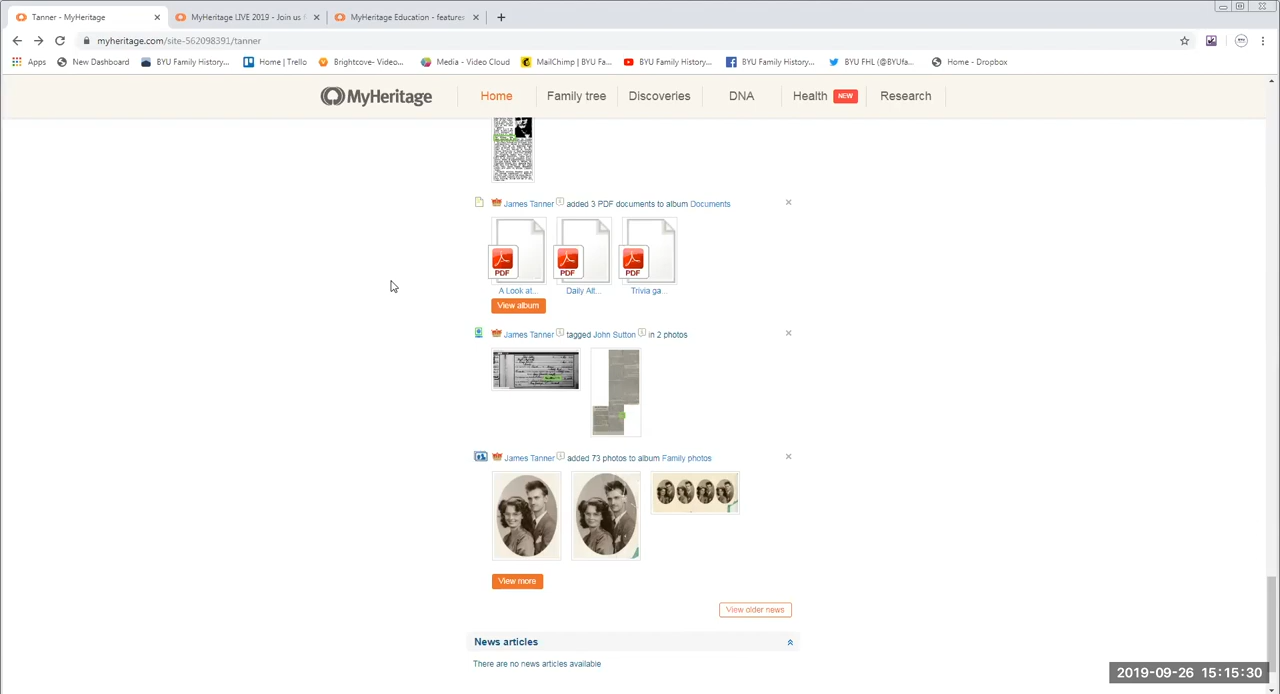 Tanner - MyHeritage
MyHeritage LIVE 2019 - Join us
MyHeritage Education - features
myheritage.com/site-562098391/tanner
Apps New Dashboard BYU Family History... Home | Trello Brightcove- Video... Media - Video Cloud MailChimp | BYU Fa... BYU Family History... BYU Family History... BYU FHL (@BYUfa... Home - Dropbox
MyHeritage Home Family tree Discoveries DNA Health NEW Research
James Tanner added 3 PDF documents to album Documents
PDF PDF PDF
A Look at... Daily Alt... Trivia ga...
View album
James Tanner tagged John Sutton in 2 photos
James Tanner added 73 photos to album Family photos
View more
View older news
News articles
There are no news articles available
2019-09-26 15:15:30